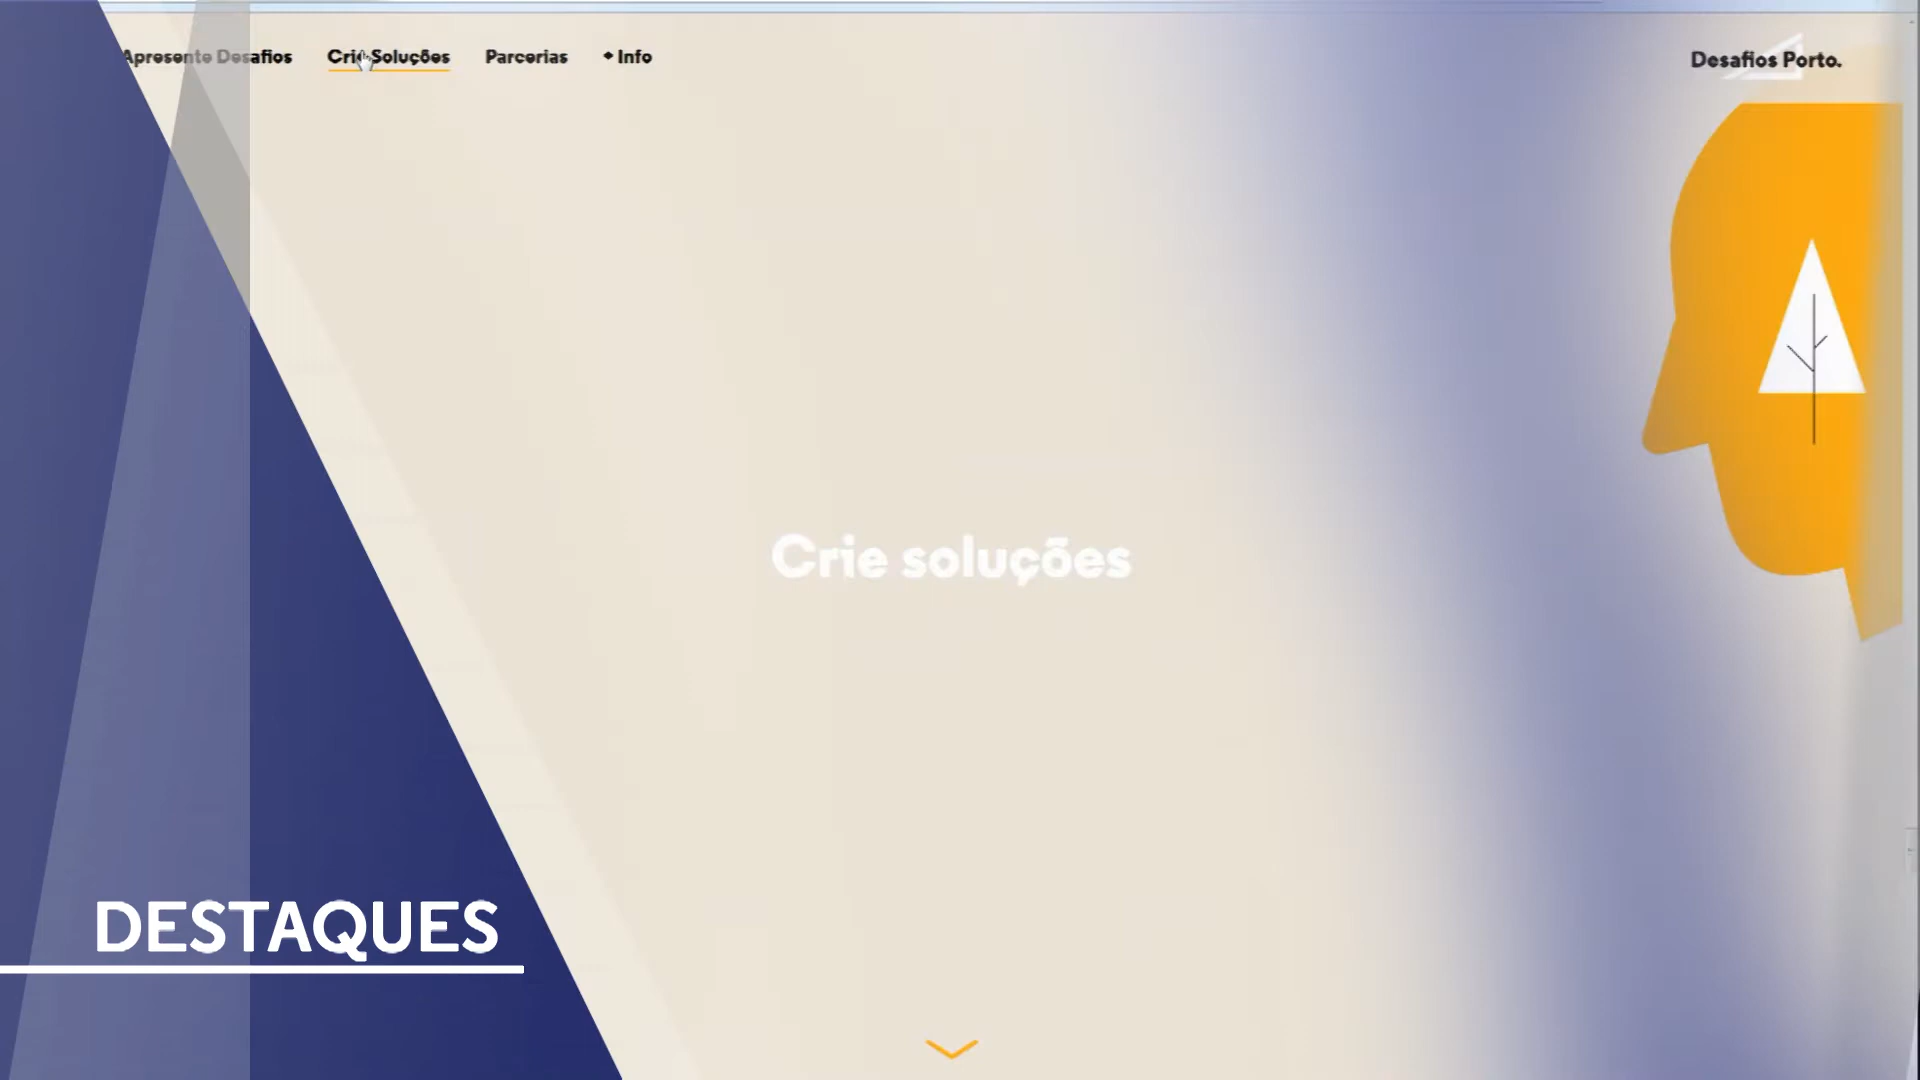 Apresente Desafios
Crie Soluções
Parcerias
+ Info
Desafios Porto.
Crie soluções
DESTAQUES